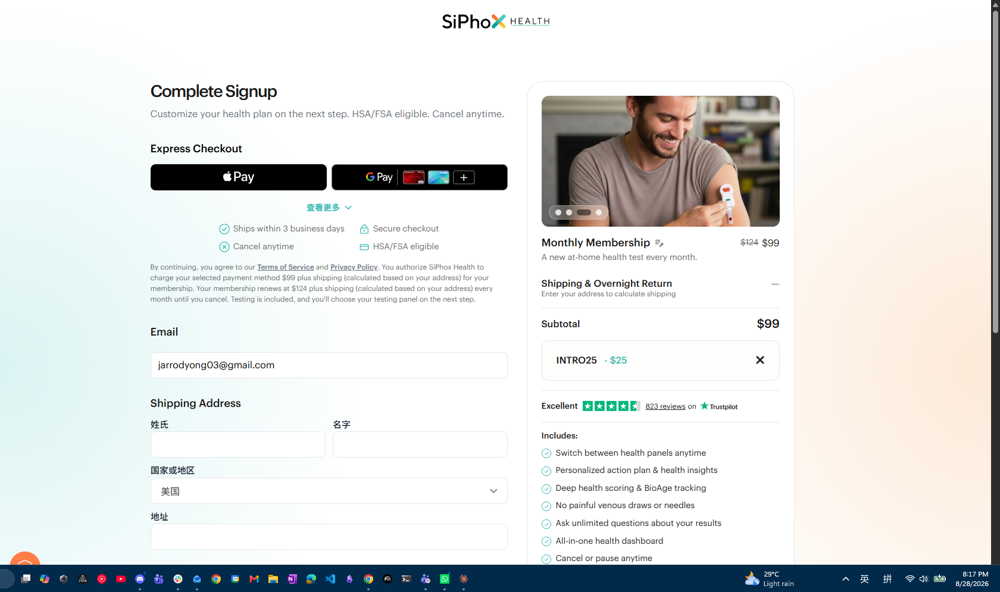 SiPhoX HEALTH
Complete Signup
Customize your health plan on the next step. HSA/FSA eligible. Cancel anytime.
Express Checkout
Pay
G Pay
查看更多
Ships within 3 business days
Secure checkout
Cancel anytime
HSA/FSA eligible
By continuing, you agree to our Terms of Service and Privacy Policy. You authorize SiPhox Health to
charge your selected payment method $99 plus shipping (calculated based on your address) for your
membership. Your membership renews at $124 plus shipping (calculated based on your address) every
month until you cancel. Testing is included, and you'll choose your testing panel on the next step.
Email
jarrodyong03@gmail.com
Shipping Address
姓氏
名字
国家或地区
美国
地址
Monthly Membership
$124 $99
A new at-home health test every month.
Shipping & Overnight Return
—
Enter your address to calculate shipping
Subtotal
$99
INTRO25 - $25
Excellent
823 reviews on Trustpilot
Includes:
Switch between health panels anytime
Personalized action plan & health insights
Deep health scoring & BioAge tracking
No painful venous draws or needles
Ask unlimited questions about your results
All-in-one health dashboard
Cancel or pause anytime
29°C
Light rain
英
拼
8:17 PM
8/28/2026